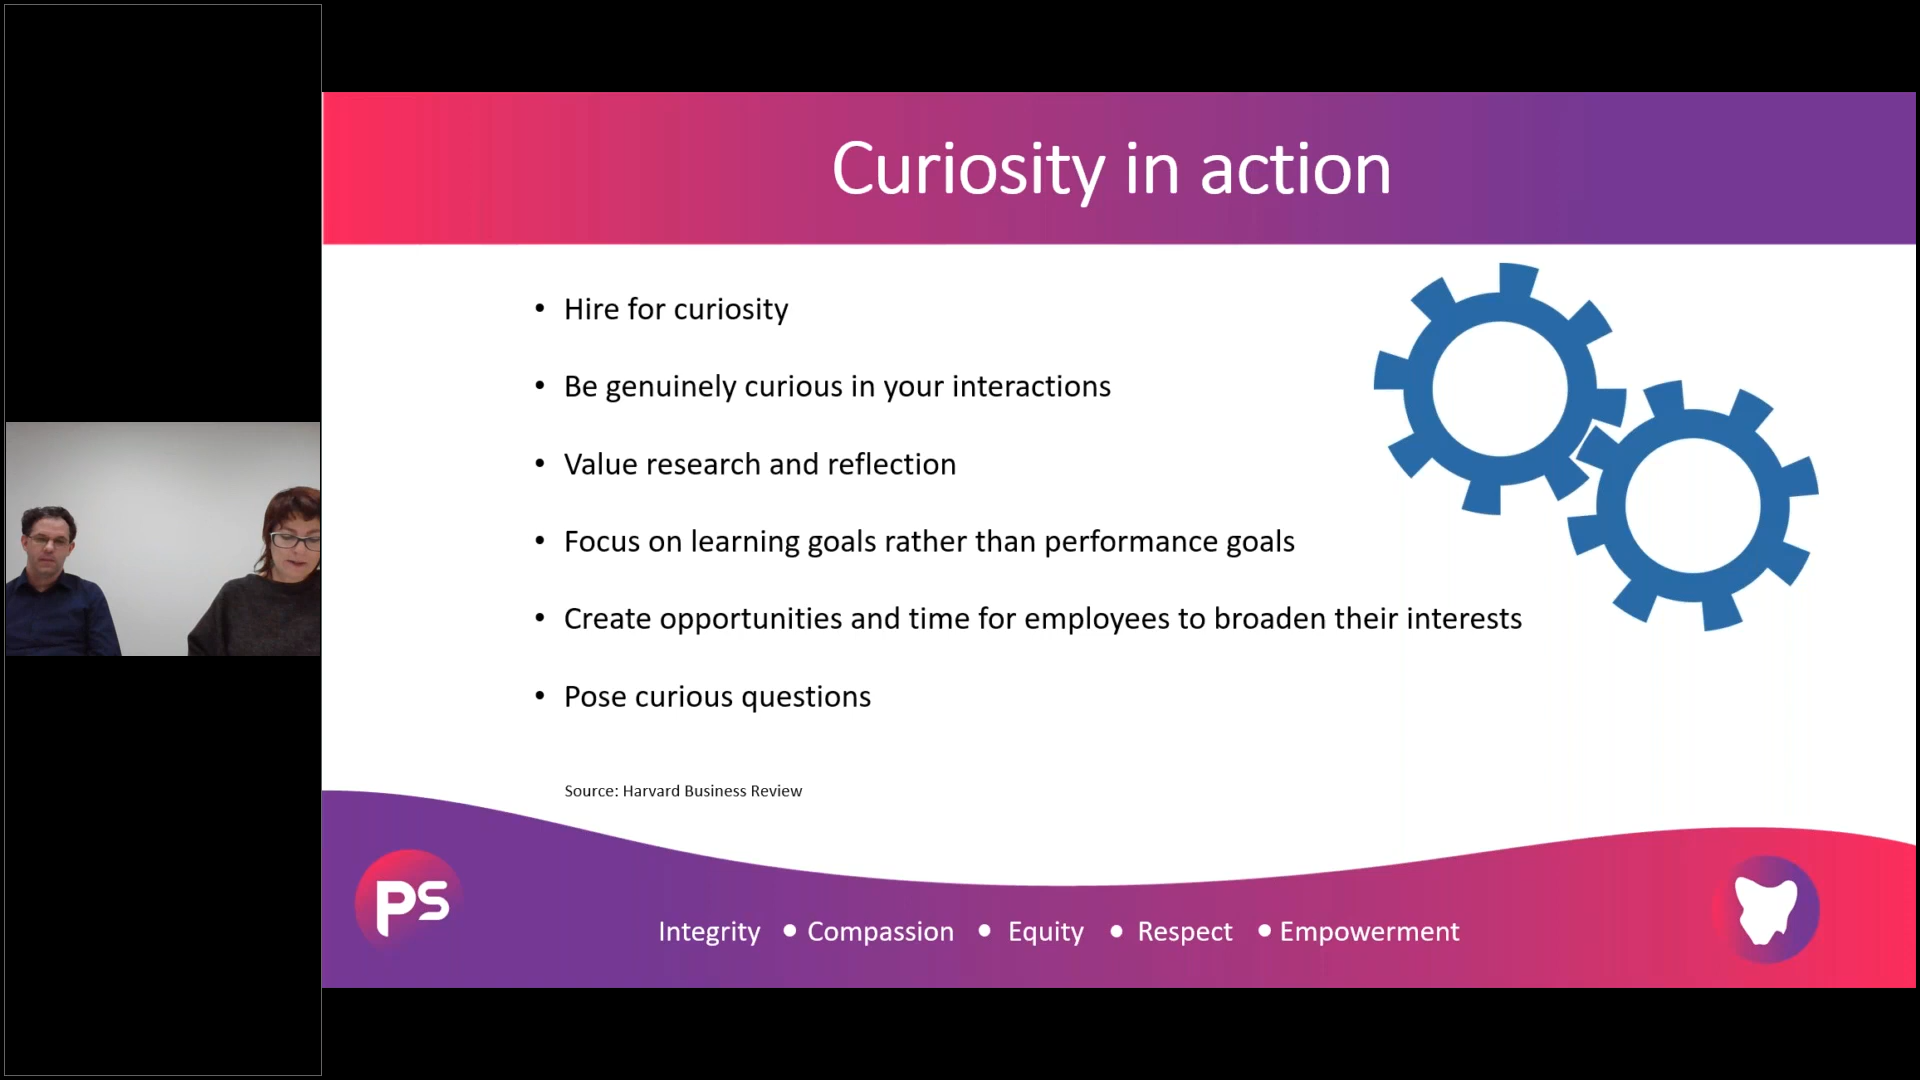 Curiosity in action
• Hire for curiosity
• Be genuinely curious in your interactions
• Value research and reflection
• Focus on learning goals rather than performance goals
• Create opportunities and time for employees to broaden their interests
• Pose curious questions
Source: Harvard Business Review
PS
Integrity • Compassion • Equity • Respect • Empowerment